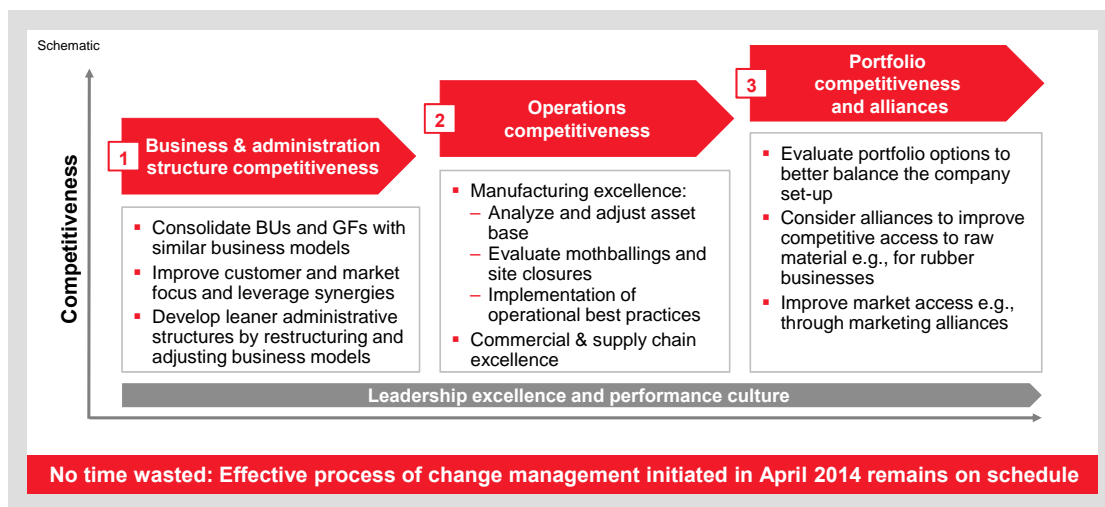 Schematic
Competitiveness
1
Business & administration
structure competitiveness
▪ Consolidate BUs and GFs with
similar business models
▪ Improve customer and market
focus and leverage synergies
▪ Develop leaner administrative
structures by restructuring and
adjusting business models
2
Operations
competitiveness
▪ Manufacturing excellence:
– Analyze and adjust asset
base
– Evaluate mothballings and
site closures
– Implementation of
operational best practices
▪ Commercial & supply chain
excellence
3
Portfolio
competitiveness
and alliances
▪ Evaluate portfolio options to
better balance the company
set-up
▪ Consider alliances to improve
competitive access to raw
material e.g., for rubber
businesses
▪ Improve market access e.g.,
through marketing alliances
Leadership excellence and performance culture
No time wasted: Effective process of change management initiated in April 2014 remains on schedule